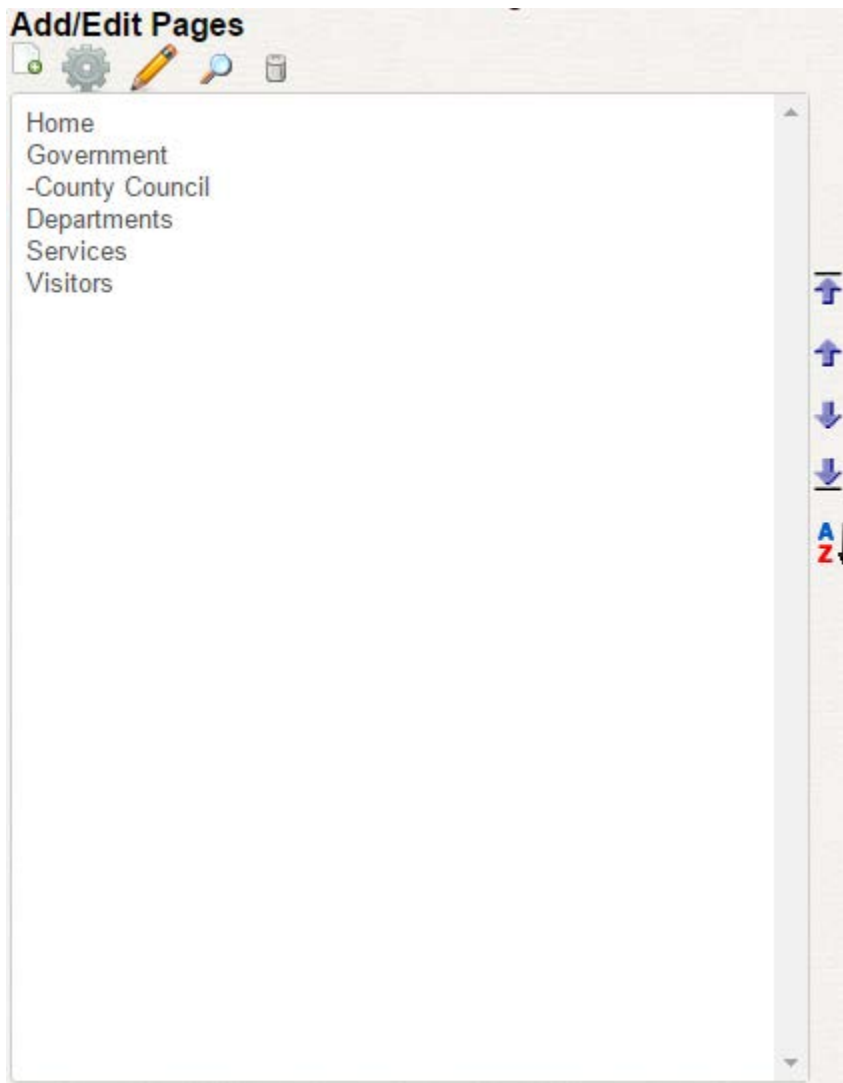 Add/Edit Pages
Home
Government
-County Council
Departments
Services
Visitors
A
Z